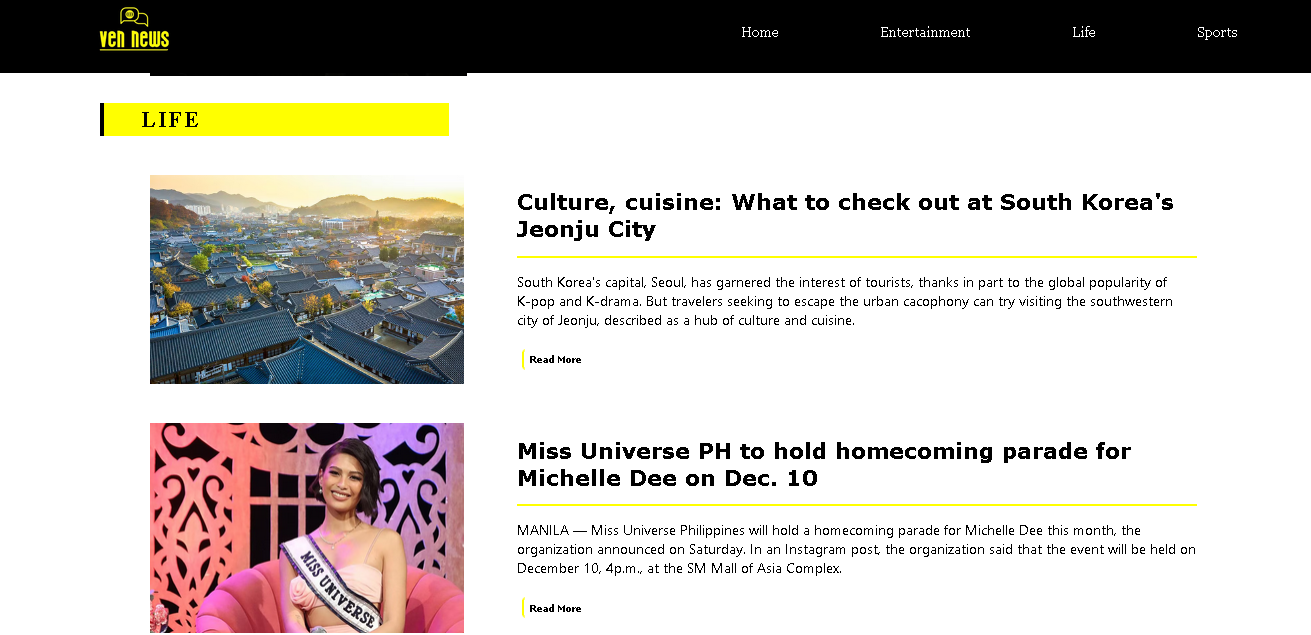 ven news
Home
Entertainment
Life
Sports
LIFE
Culture, cuisine: What to check out at South Korea's
Jeonju City
South Korea's capital, Seoul, has garnered the interest of tourists, thanks in part to the global popularity of
K-pop and K-drama. But travelers seeking to escape the urban cacophony can try visiting the southwestern
city of Jeonju, described as a hub of culture and cuisine.
Read More
Miss Universe PH to hold homecoming parade for
Michelle Dee on Dec. 10
MANILA — Miss Universe Philippines will hold a homecoming parade for Michelle Dee this month, the
organization announced on Saturday. In an Instagram post, the organization said that the event will be held on
December 10, 4p.m., at the SM Mall of Asia Complex.
Read More
MISS UNIVERSE